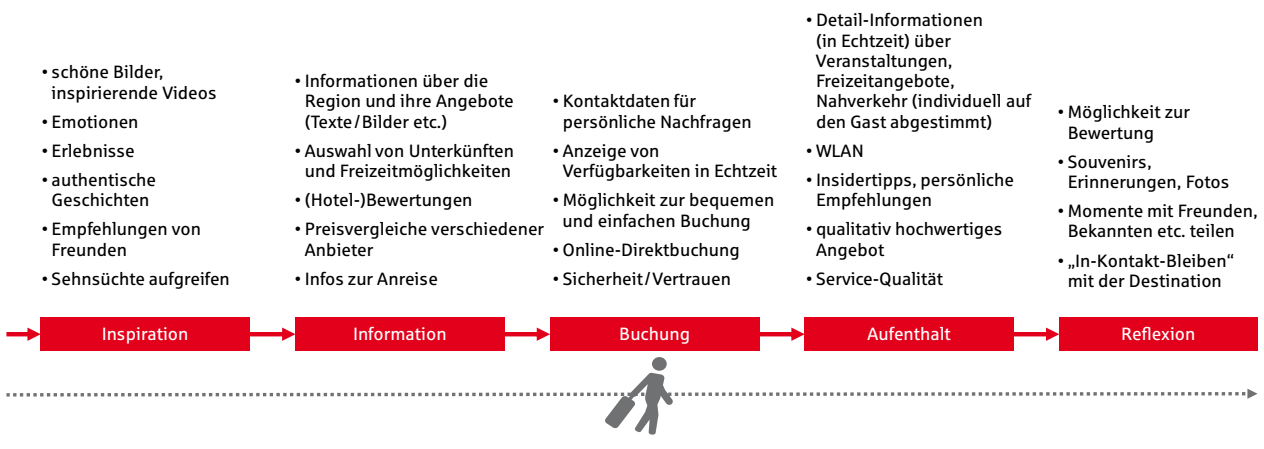 • schöne Bilder,
inspirierende Videos
• Emotionen
• Erlebnisse
• authentische
Geschichten
• Empfehlungen von
Freunden
• Sehnsüchte aufgreifen
• Informationen über die
Region und ihre Angebote
(Texte/Bilder etc.)
• Auswahl von Unterkünften
und Freizeitmöglichkeiten
• (Hotel-)Bewertungen
• Preisvergleiche verschiedener
Anbieter
• Infos zur Anreise
• Kontaktdaten für
persönliche Nachfragen
• Anzeige von
Verfügbarkeiten in Echtzeit
• Möglichkeit zur bequemen
und einfachen Buchung
• Online-Direktbuchung
• Sicherheit/Vertrauen
• Detail-Informationen
(in Echtzeit) über
Veranstaltungen,
Freizeitangebote,
Nahverkehr (individuell auf
den Gast abgestimmt)
• WLAN
• Insidertipps, persönliche
Empfehlungen
• qualitativ hochwertiges
Angebot
• Service-Qualität
• Möglichkeit zur
Bewertung
• Souvenirs,
Erinnerungen, Fotos
• Momente mit Freunden,
Bekannten etc. teilen
• „In-Kontakt-Bleiben“
mit der Destination
Inspiration
Information
Buchung
Aufenthalt
Reflexion